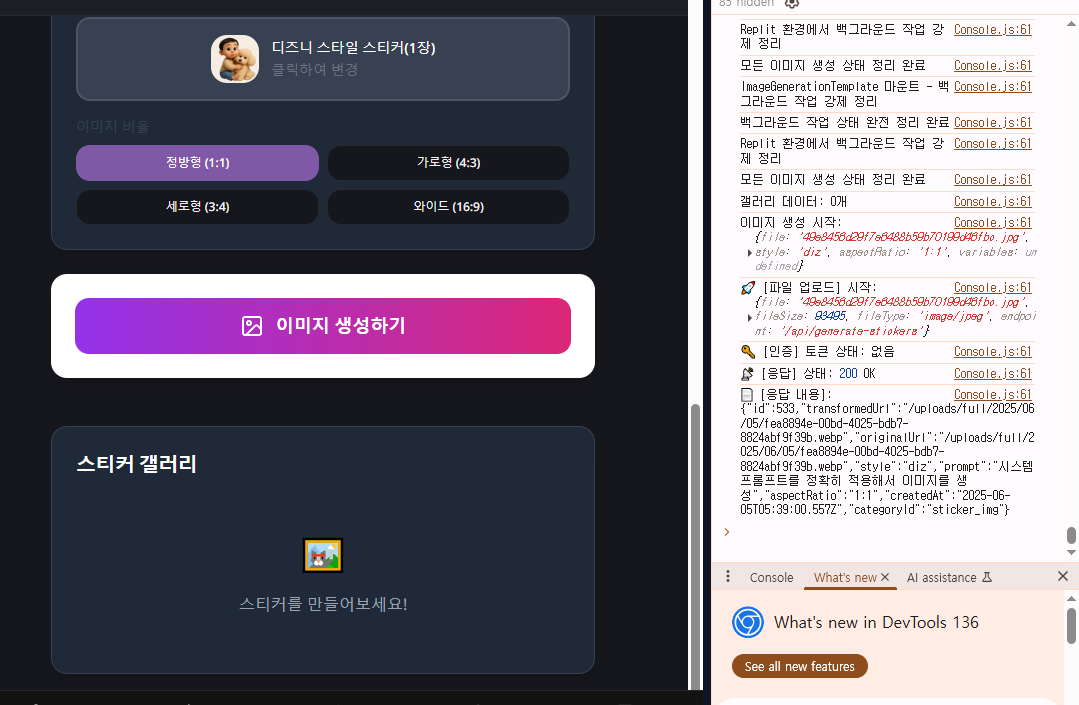 디즈니 스타일 스티커(1장)
클릭하여 변경
이미지 비율
정방형 (1:1)
가로형 (4:3)
세로형 (3:4)
와이드 (16:9)
이미지 생성하기
스티커 갤러리
스티커를 만들어보세요!
85 hidden
Replit 환경에서 백그라운드 작업 강 Console.js:61
제 정리
모든 이미지 생성 상태 정리 완료 Console.js:61
ImageGenerationTemplate 마운트 - 백 Console.js:61
그라운드 작업 강제 정리
백그라운드 작업 상태 완전 정리 완료 Console.js:61
Replit 환경에서 백그라운드 작업 강 Console.js:61
제 정리
모든 이미지 생성 상태 정리 완료 Console.js:61
갤러리 데이터: 0개 Console.js:61
이미지 생성 시작: Console.js:61
{file: '49e8456d29f7e6488b59b70199d46fbc.jpg',
style: 'diz', aspectRatio: '1:1', variables: un
defined}
[파일 업로드] 시작: Console.js:61
{file: '49e8456d29f7e6488b59b70199d46fbc.jpg',
fileSize: 93495, fileType: 'image/jpeg', endpoi
nt: '/api/generate-stickers'}
[인증] 토큰 상태: 없음 Console.js:61
[응답] 상태: 200 OK Console.js:61
[응답 내용]: Console.js:61
{"id":533,"transformedUrl":"/uploads/full/2025/06
/05/fea8894e-00bd-4025-bdb7-
8824abf9f39b.webp","originalUrl":"/uploads/full/2
025/06/05/fea8894e-00bd-4025-bdb7-
8824abf9f39b.webp","style":"diz","prompt":"시스템
프롬프트를 정확히 적용해서 이미지를 생
성","aspectRatio":"1:1","createdAt":"2025-06-
05T05:39:00.557Z","categoryId":"sticker_img"}
Console
What's new
AI assistance
What's new in DevTools 136
See all new features